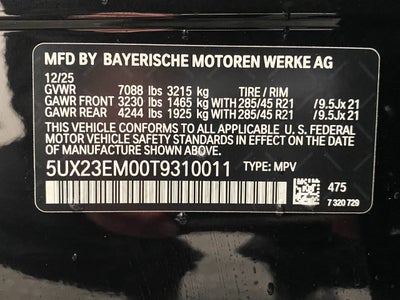 MFD BY BAYERISCHE MOTOREN WERKE AG
12/25
GVWR 7088 lbs 3215 kg TIRE / RIM
GAWR FRONT 3230 lbs 1465 kg WITH 285/45 R21 / 9.5Jx 21
GAWR REAR 4244 lbs 1925 kg WITH 285/45 R21 / 9.5Jx 21
THIS VEHICLE CONFORMS TO ALL APPLICABLE U.S. FEDERAL
MOTOR VEHICLE SAFETY STANDARDS IN EFFECT ON THE DATE
OF MANUFACTURE SHOWN ABOVE.
5UX23EM00T9310011 TYPE: MPV
475
7 320 729